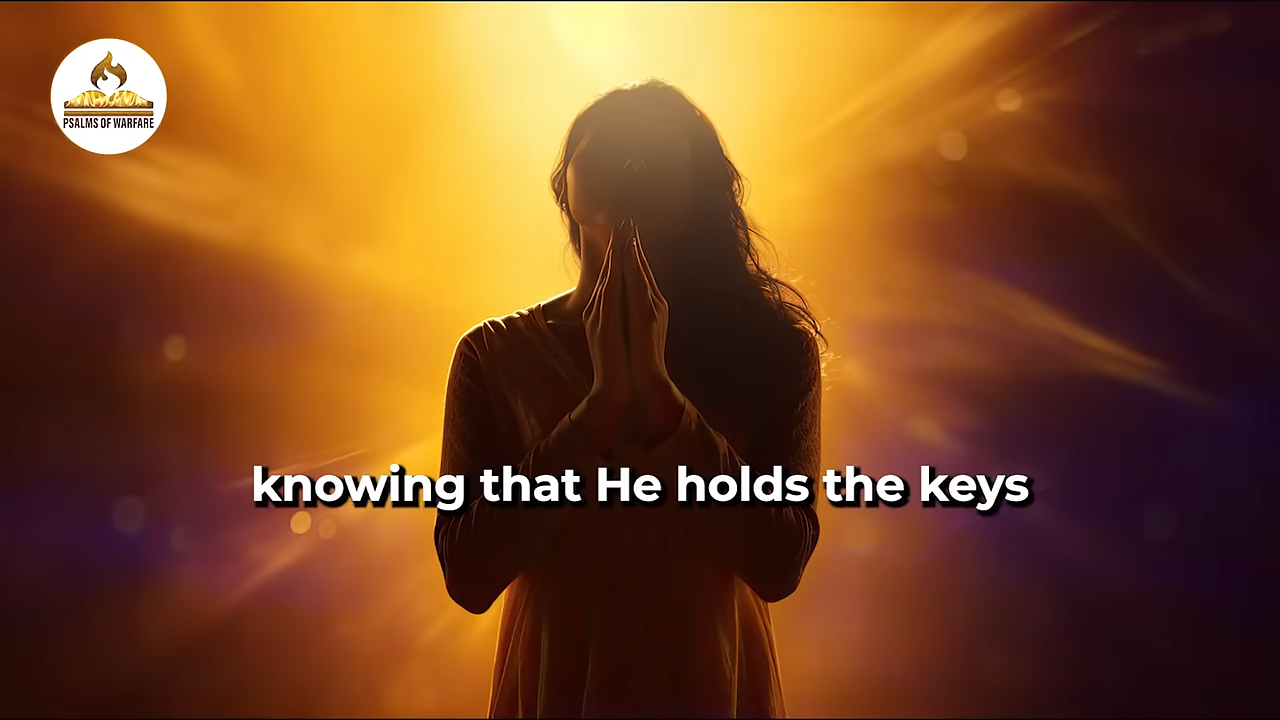 PSALMS OF WARFARE
knowing that He holds the keys